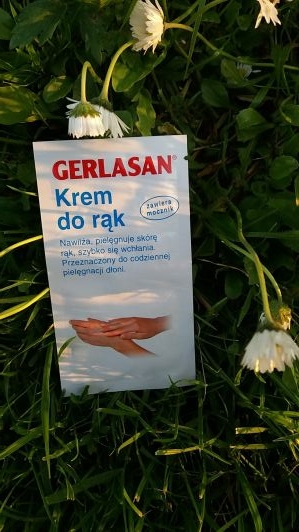 GERLASAN®
Krem
do rąk
zawiera
mocznik
Nawilża, pielęgnuje skórę
rąk, szybko się wchłania.
Przeznaczony do codziennej
pielęgnacji dłoni.